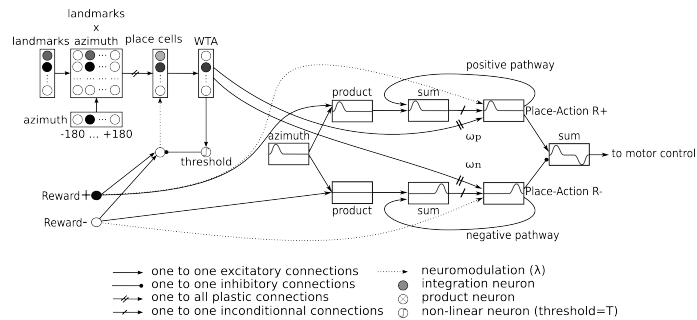 landmarks
x
landmarks azimuth place cells WTA
azimuth
-180 ... +180
threshold
Reward+
Reward-
azimuth
product
sum
positive pathway
Place-Action R+
ωp
sum
to motor control
ωn
product
sum
Place-Action R-
negative pathway
one to one excitatory connections
one to one inhibitory connections
one to all plastic connections
one to one inconditionnal connections
neuromodulation (λ)
integration neuron
product neuron
non-linear neuron (threshold=T)